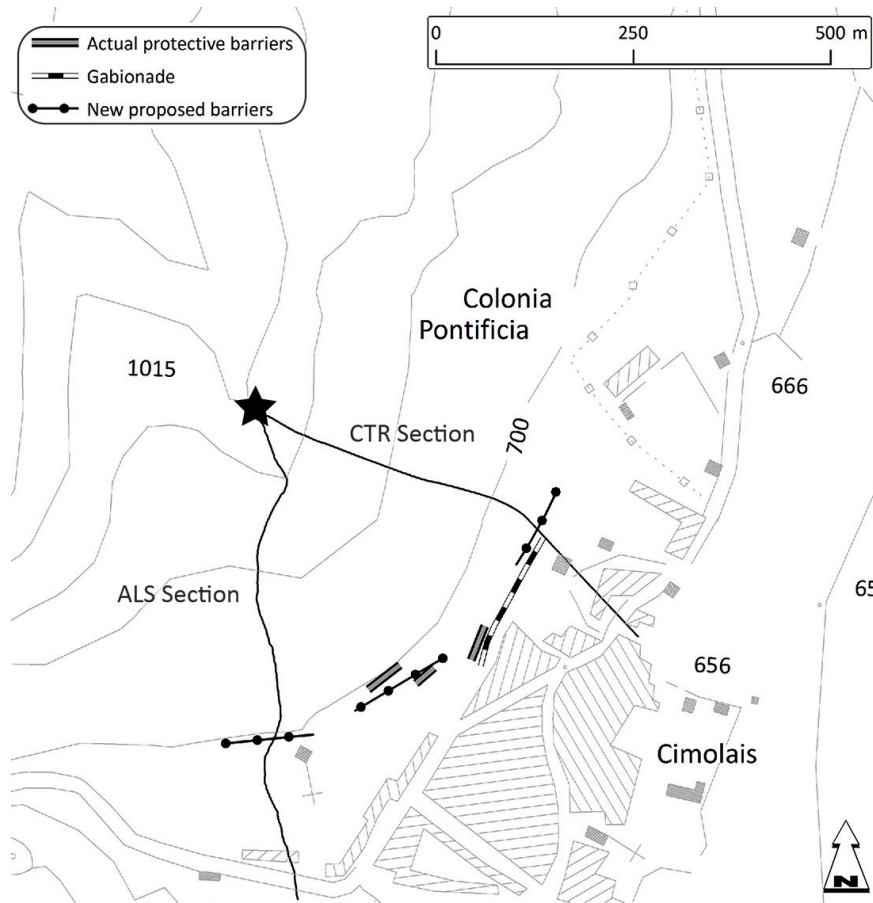 Actual protective barriers
Gabionade
New proposed barriers
0 250 500 m
Colonia
Pontificia
1015
666
CTR Section
700
ALS Section
65
656
Cimolais
N